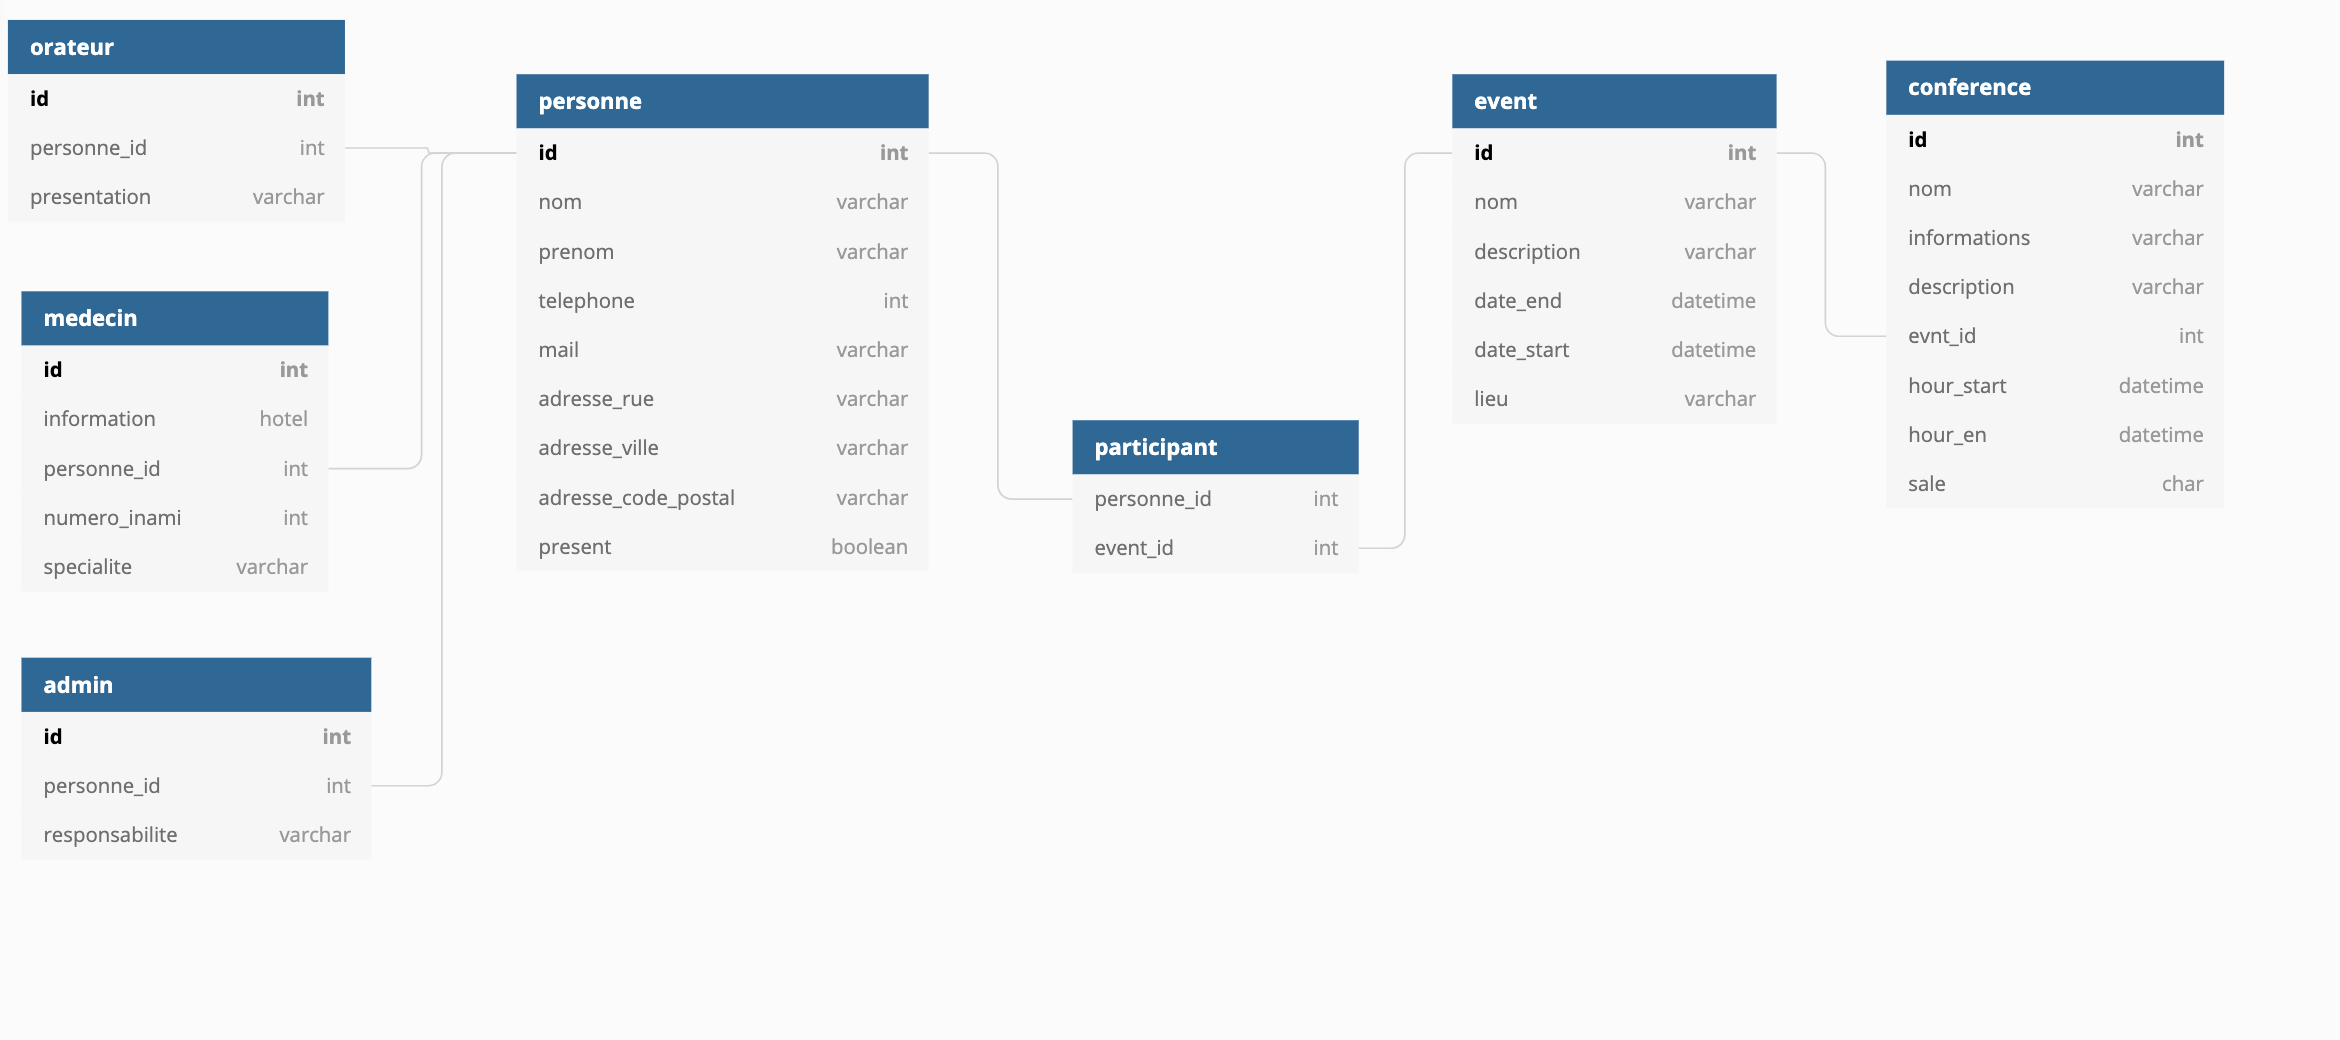 orateur
id int
personne_id int
presentation varchar
medecin
id int
information hotel
personne_id int
numero_inami int
specialite varchar
admin
id int
personne_id int
responsabilite varchar
personne
id int
nom varchar
prenom varchar
telephone int
mail varchar
adresse_rue varchar
adresse_ville varchar
adresse_code_postal varchar
present boolean
participant
personne_id int
event_id int
event
id int
nom varchar
description varchar
date_end datetime
date_start datetime
lieu varchar
conference
id int
nom varchar
informations varchar
description varchar
evnt_id int
hour_start datetime
hour_en datetime
sale char